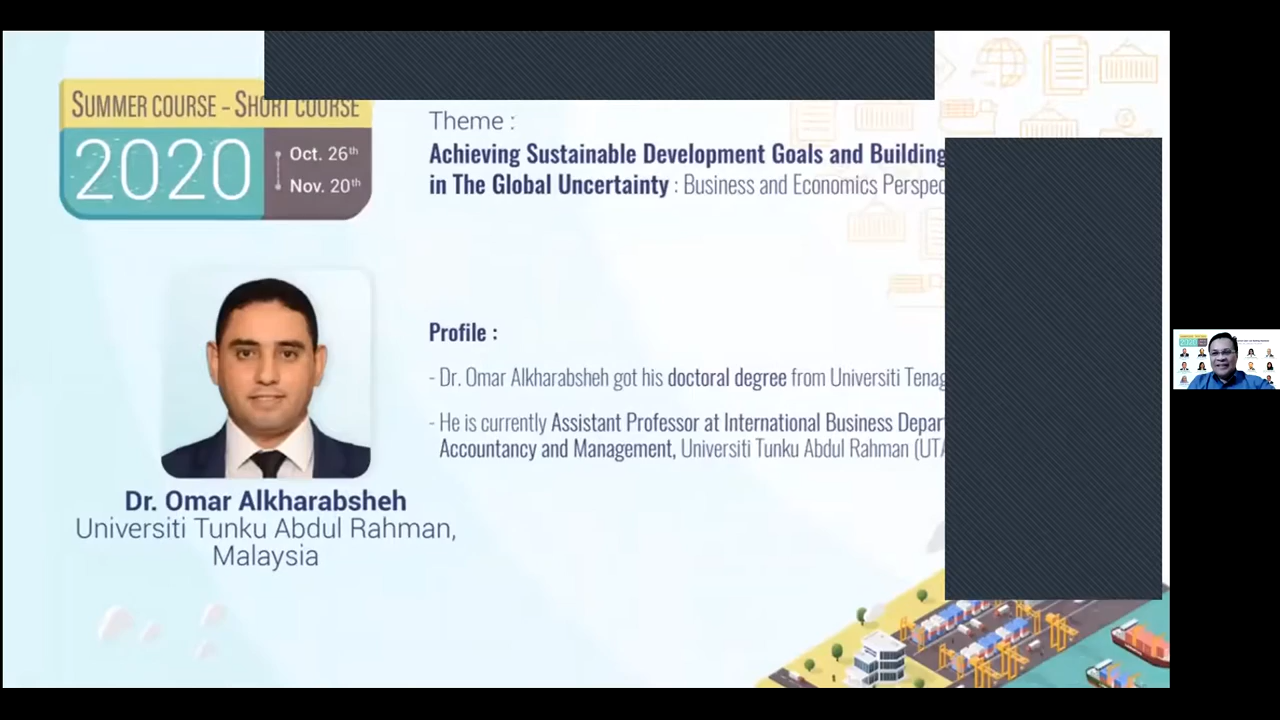 SUMMER COURSE – SHORT COURSE
2020
Oct. 26th
Nov. 20th
Theme :
Achieving Sustainable Development Goals and Building
in The Global Uncertainty : Business and Economics
Profile :
- Dr. Omar Alkharabsheh got his doctoral degree from Universiti
- He is currently Assistant Professor at International Business
Accountancy and Management, Universiti Tunku Abdul Rahman
Dr. Omar Alkharabsheh
Universiti Tunku Abdul Rahman,
Malaysia